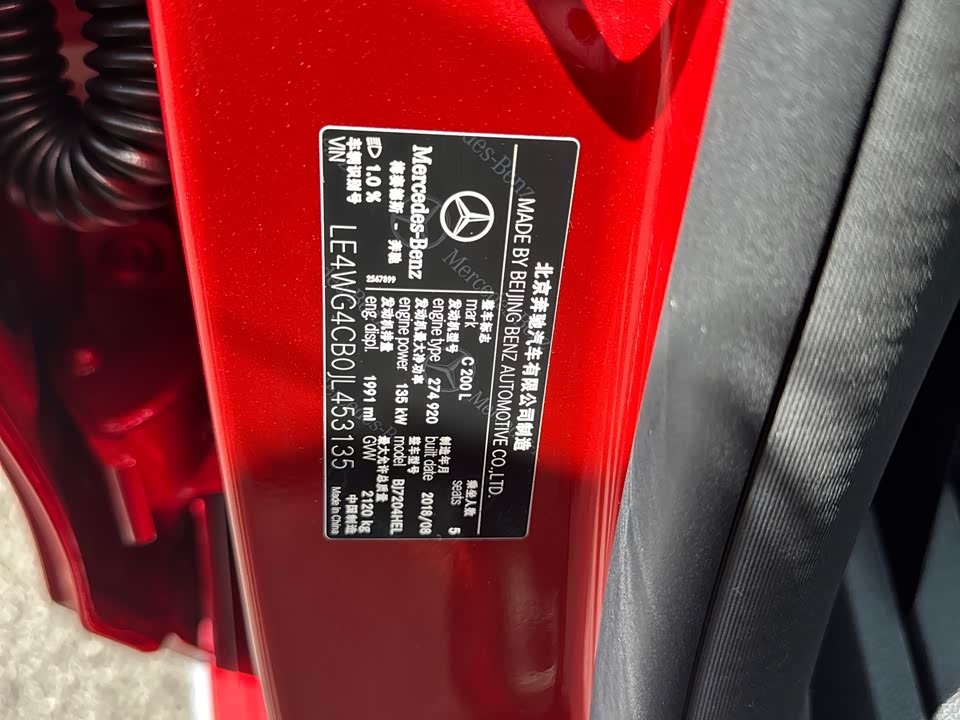 北京奔驰汽车有限公司制造
MADE BY BEIJING BENZ AUTOMOTIVE CO.,LTD.
Mercedes-Benz
梅赛德斯 - 奔驰
1.0 %
2567899
整车标志
mark C 200 L
乘坐人数
seats 5
发动机型号
engine type 274 920
制造年月
built date 2018/08
发动机最大净功率
engine power 135 kW
整车型号
model BJ7204HEL
发动机排量
eng. displ. 1991 ml
最大允许总质量
GVW 2120 kg
车辆识别号
VIN LE4WG4CB0JL453135
中国制造
Made in China